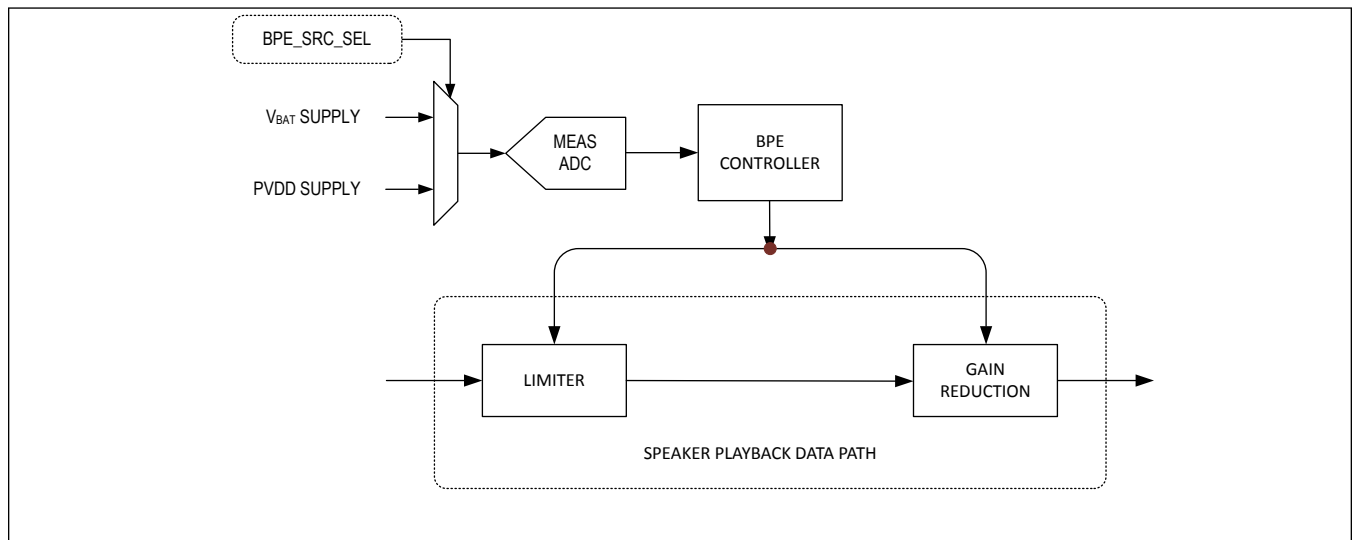 BPE_SRC_SEL
VBAT SUPPLY
PVDD SUPPLY
MEAS
ADC
BPE
CONTROLLER
LIMITER
GAIN
REDUCTION
SPEAKER PLAYBACK DATA PATH